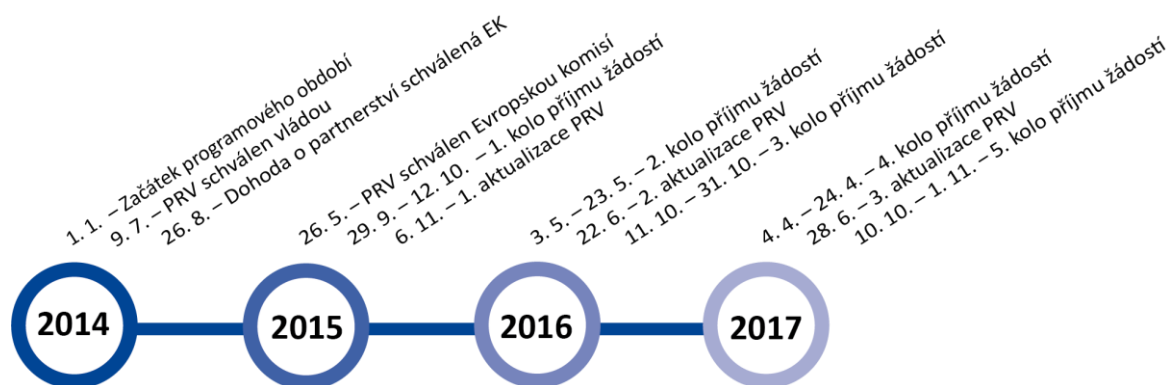 1. 1. – Začátek programového období
9. 7. – PRV schválen vládou
26. 8. – Dohoda o partnerství schválená EK
26. 5. – PRV schválen Evropskou komisí
29. 9. – 12. 10. – 1. kolo příjmu žádostí
6. 11. – 1. aktualizace PRV
3. 5. – 23. 5. – 2. kolo příjmu žádostí
22. 6. – 2. aktualizace PRV
11. 10. – 31. 10. – 3. kolo příjmu žádostí
4. 4. – 24. 4. – 4. kolo příjmu žádostí
28. 6. – 3. aktualizace PRV
10. 10. – 1. 11. – 5. kolo příjmu žádostí
2014
2015
2016
2017